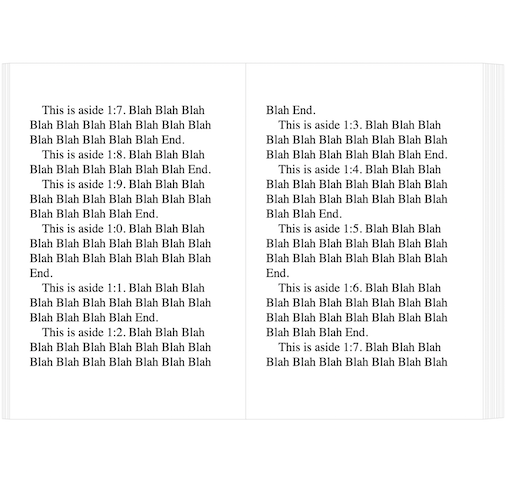 This is aside 1:7. Blah Blah Blah
Blah Blah Blah Blah Blah Blah Blah
Blah Blah Blah Blah Blah End.
This is aside 1:8. Blah Blah Blah
Blah Blah Blah Blah Blah Blah End.
This is aside 1:9. Blah Blah Blah
Blah Blah Blah Blah Blah Blah Blah
Blah Blah Blah Blah End.
This is aside 1:0. Blah Blah Blah
Blah Blah Blah Blah Blah Blah Blah
Blah Blah Blah Blah Blah Blah Blah
End.
This is aside 1:1. Blah Blah Blah
Blah Blah Blah Blah Blah Blah Blah
Blah Blah Blah Blah End.
This is aside 1:2. Blah Blah Blah
Blah Blah Blah Blah Blah Blah Blah
Blah Blah Blah Blah Blah Blah Blah
Blah End.
This is aside 1:3. Blah Blah Blah
Blah Blah Blah Blah Blah Blah Blah
Blah Blah Blah Blah Blah Blah End.
This is aside 1:4. Blah Blah Blah
Blah Blah Blah Blah Blah Blah Blah
Blah Blah Blah Blah Blah Blah Blah
Blah Blah End.
This is aside 1:5. Blah Blah Blah
Blah Blah Blah Blah Blah Blah Blah
Blah Blah Blah Blah Blah Blah Blah
End.
This is aside 1:6. Blah Blah Blah
Blah Blah Blah Blah Blah Blah Blah
Blah Blah Blah Blah Blah Blah Blah
Blah Blah Blah End.
This is aside 1:7. Blah Blah Blah
Blah Blah Blah Blah Blah Blah Blah